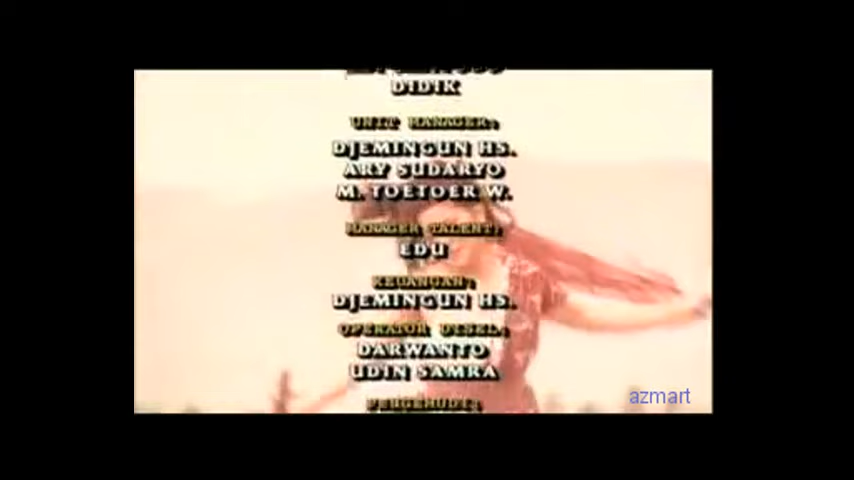 DIDIK
UNIT MANAGER:
DJEMINGUN HS.
ARY SUDARYO
M. TOETOER W.
MANAGER TALENT:
EDU
KEUANGAN:
DJEMINGUN HS.
OPERATOR DISEL:
DARWANTO
UDIN SAMRA
PENGEMUDI:
azmart